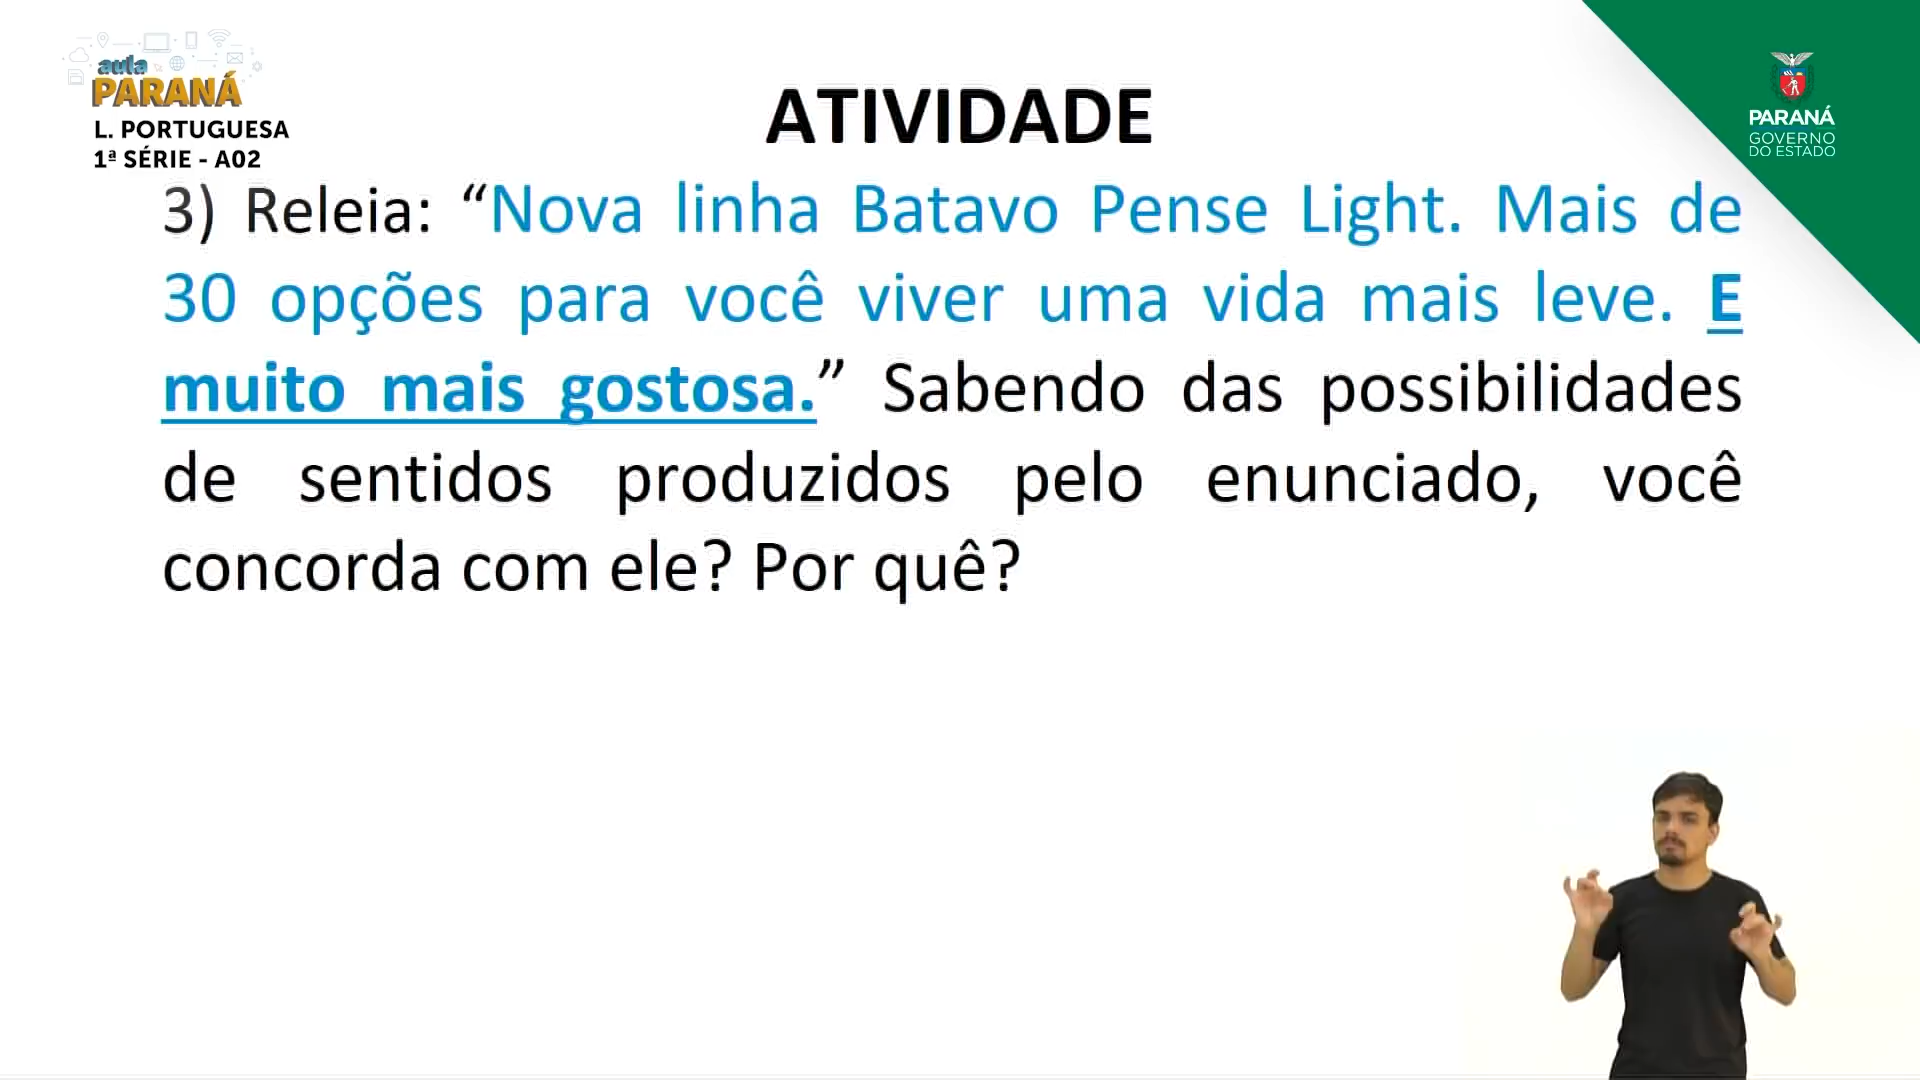 aula
PARANÁ
L. PORTUGUESA
1ª SÉRIE - A02
ATIVIDADE
PARANÁ
GOVERNO
DO ESTADO
3) Releia: “Nova linha Batavo Pense Light. Mais de
30 opções para você viver uma vida mais leve. E
muito mais gostosa.” Sabendo das possibilidades
de sentidos produzidos pelo enunciado, você
concorda com ele? Por quê?